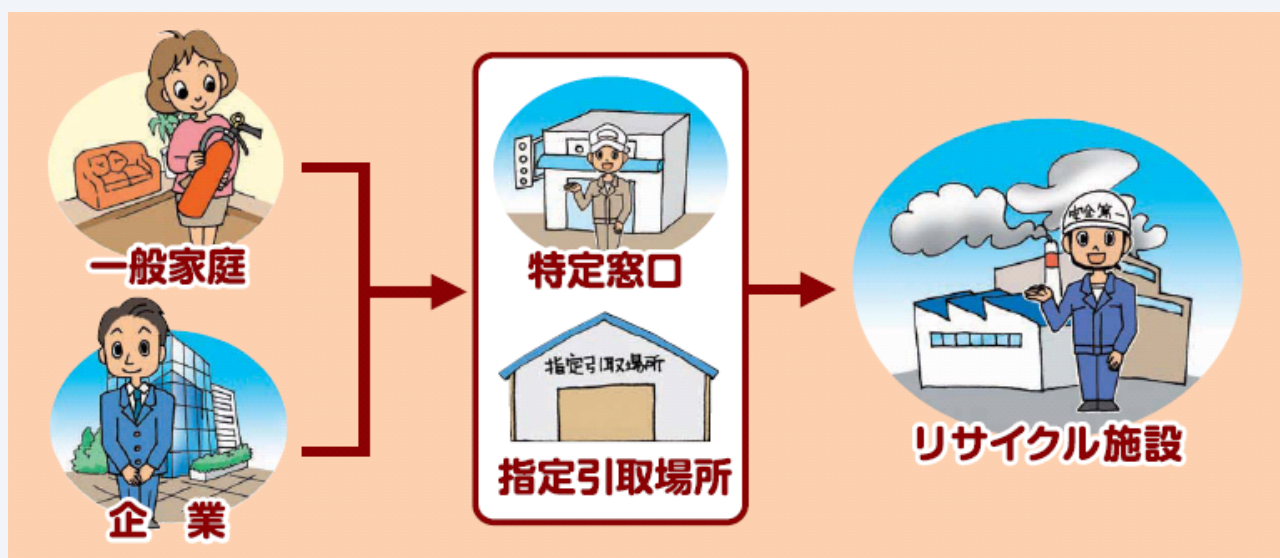 一般家庭
企業
特定窓口
指定引取場所
指定引取場所
安全第一
リサイクル施設